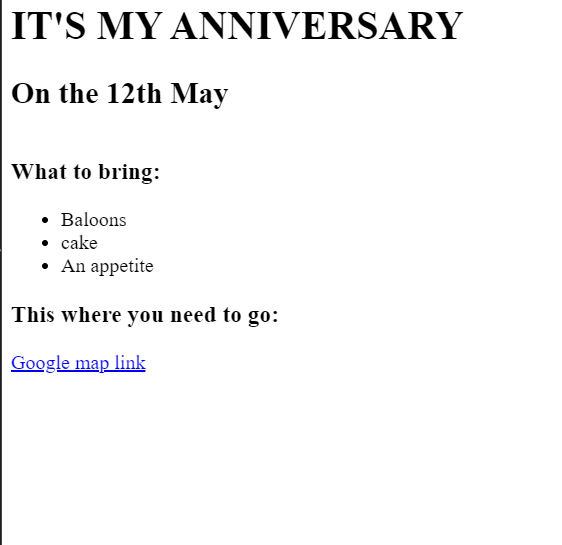 IT'S MY ANNIVERSARY
On the 12th May
What to bring:
Baloons
cake
An appetite
This where you need to go:
Google map link